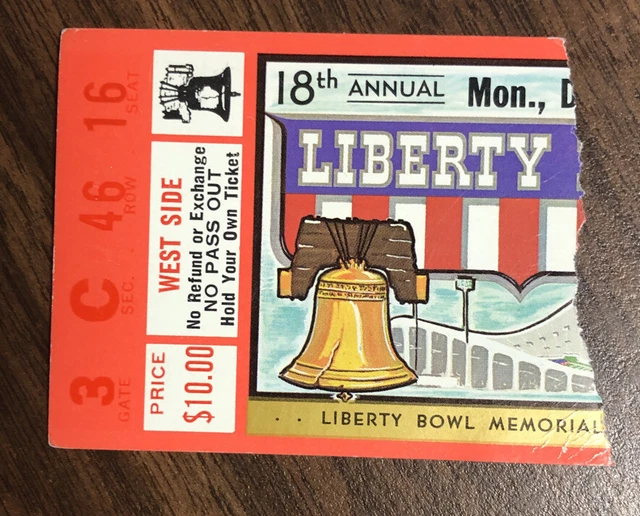 3 C 46 16
GATE SEC. ROW SEAT
PRICE
$10.00
WEST SIDE
No Refund or Exchange
NO PASS OUT
Hold Your Own Ticket
18th ANNUAL Mon., D
LIBERTY
. . LIBERTY BOWL MEMORIAL